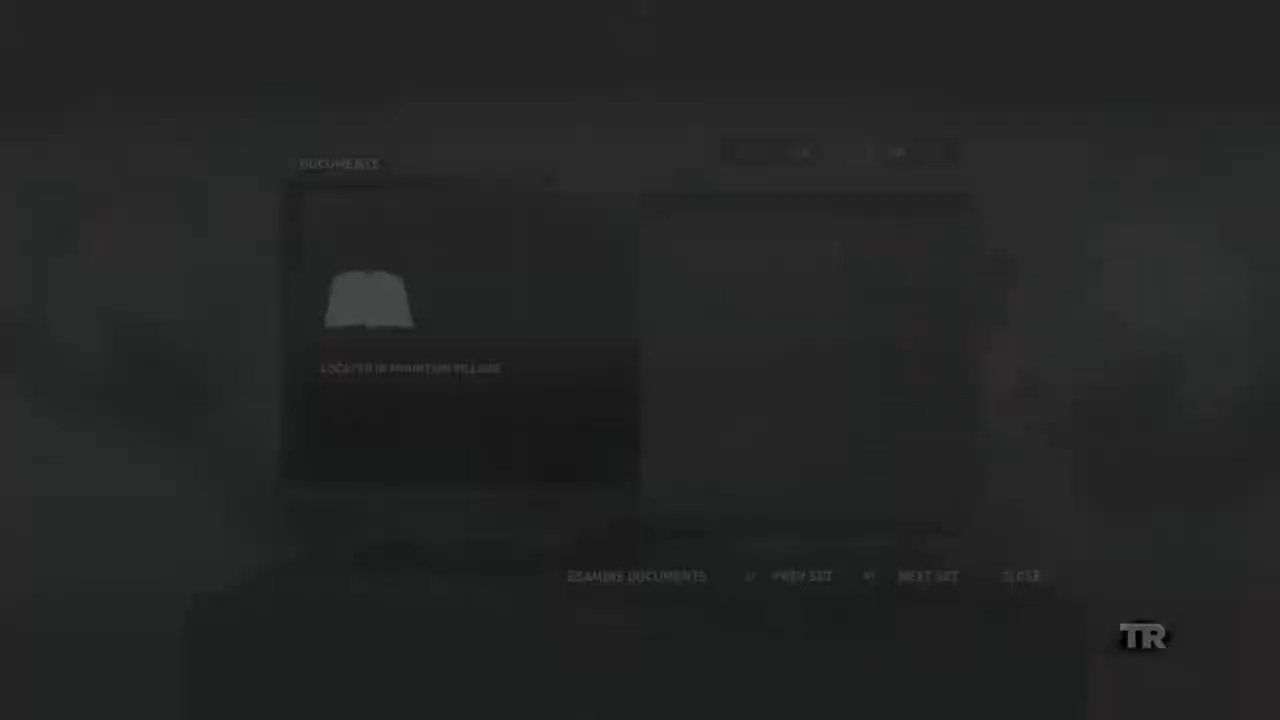 DOCUMENTS
LOCATED IN MOUNTAIN VILLAGE
EXAMINE DOCUMENTS PREV SET NEXT SET CLOSE
TR